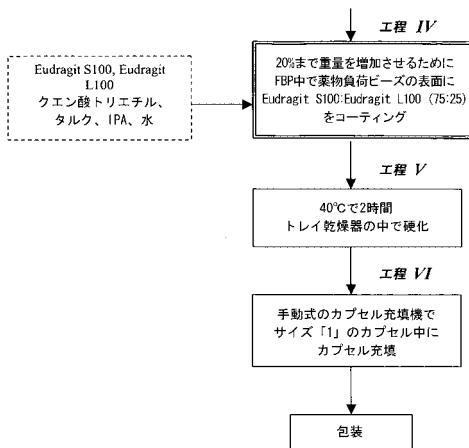 工程 IV
Eudragit S100, Eudragit
L100
クエン酸トリエチル、
タルク、IPA、水
20%まで重量を増加させるために
FBP中で薬物負荷ビーズの表面に
Eudragit S100:Eudragit L100 (75:25)
をコーティング
工程 V
40℃で2時間
トレイ乾燥器の中で硬化
工程 VI
手動式のカプセル充填機で
サイズ「1」のカプセル中に
カプセル充填
包装